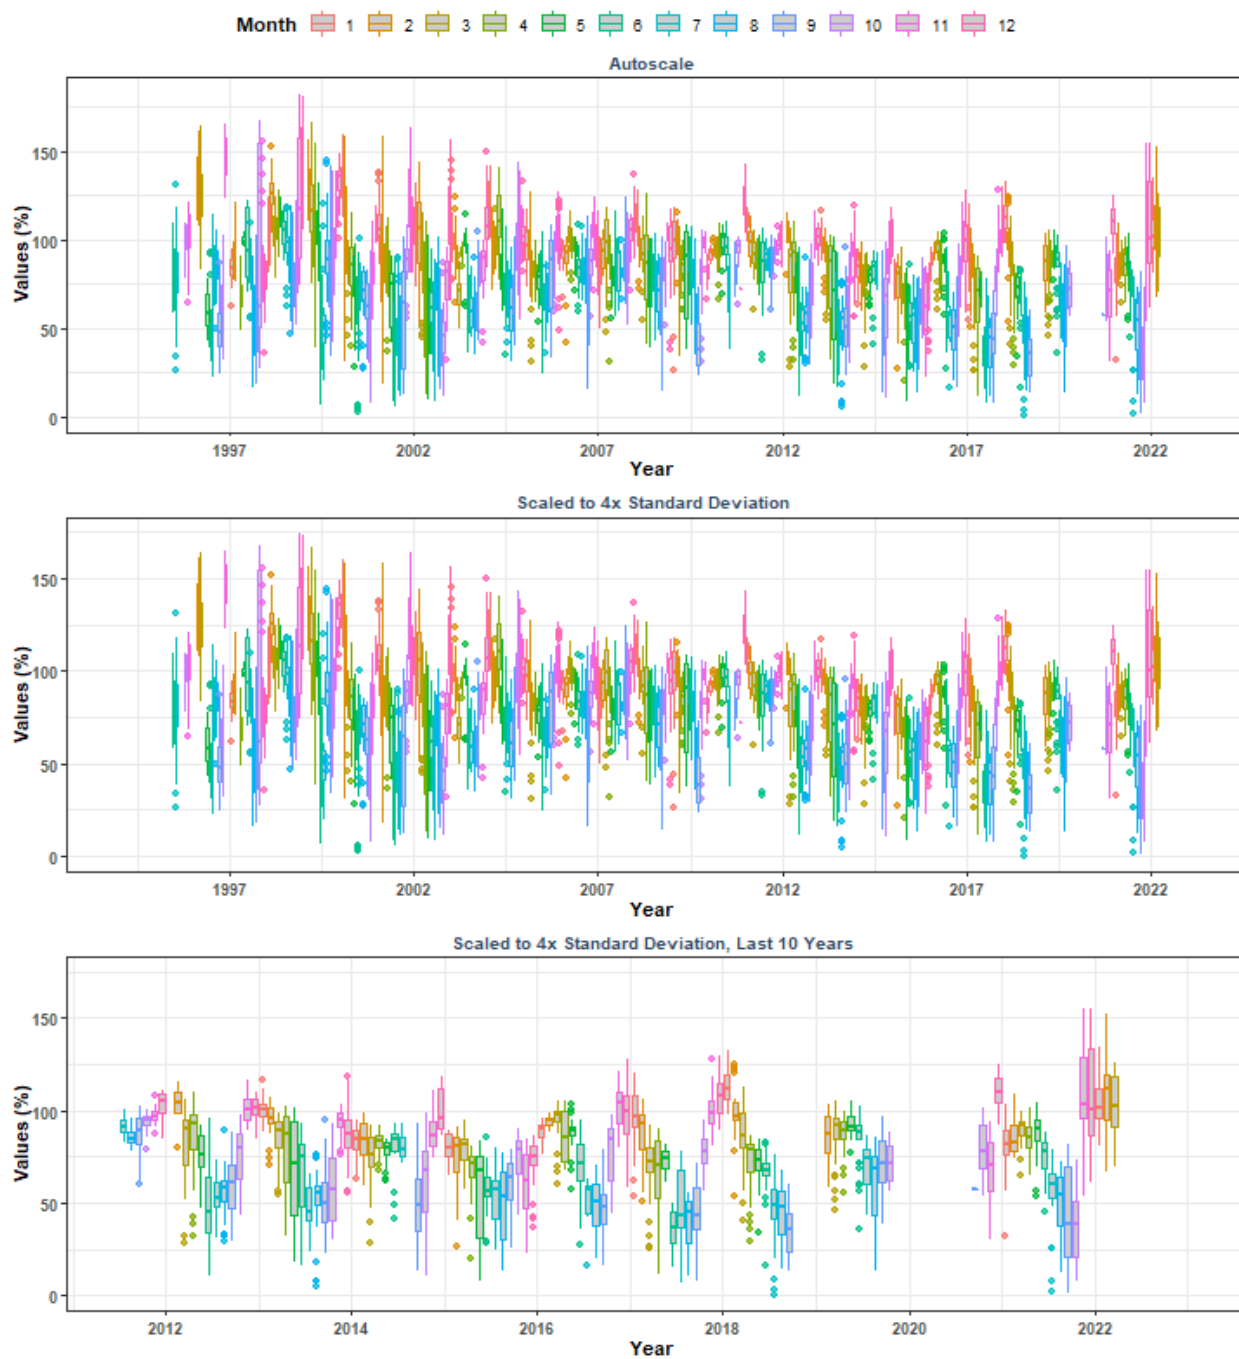 Month 1 2 3 4 5 6 7 8 9 10 11 12
Autoscale
Values (%)
150
100
50
0
1997 2002 2007 2012 2017 2022
Year
Scaled to 4x Standard Deviation
Values (%)
150
100
50
0
1997 2002 2007 2012 2017 2022
Year
Scaled to 4x Standard Deviation, Last 10 Years
Values (%)
150
100
50
0
2012 2014 2016 2018 2020 2022
Year